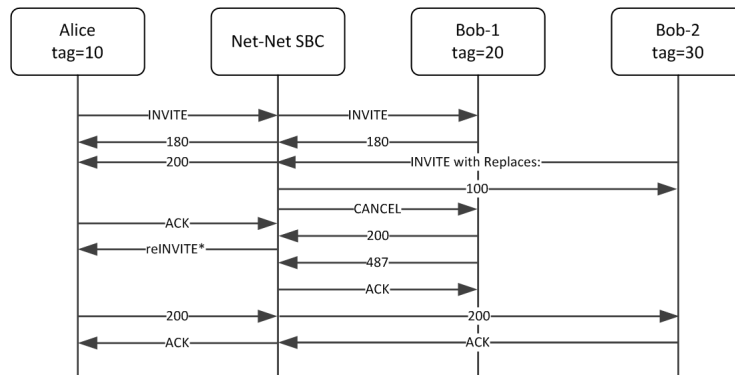 Alice
tag=10
Net-Net SBC
Bob-1
tag=20
Bob-2
tag=30
INVITE INVITE
180 180
200 INVITE with Replaces:
100
CANCEL
ACK
200
reINVITE*
487
ACK
200 200
ACK ACK